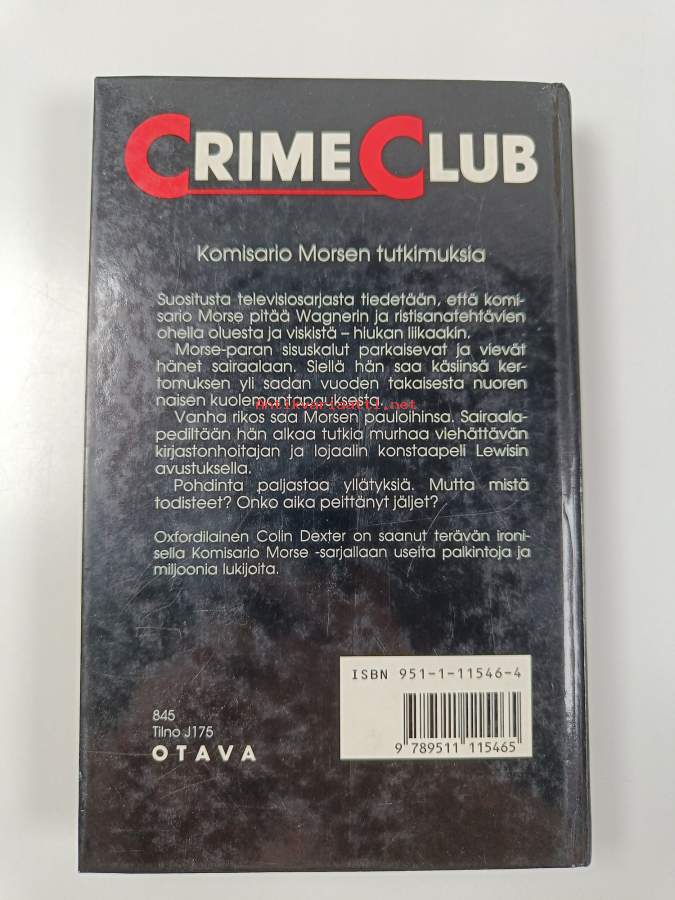 CRIME CLUB
Komisario Morsen tutkimuksia
Suositusta televisiosarjasta tiedetään, että komi-
sario Morse pitää Wagnerin ja ristisanatehtävien
ohella oluesta ja viskistä – hiukan liikaakin.
Morse-paran sisuskalut parkaisevat ja vievät
hänet sairaalaan. Siellä hän saa käsiinsä ker-
tomuksen yli sadan vuoden takaisesta nuoren
naisen kuolemantapauksesta.
antikvariaatti.net
Vanha rikos saa Morsen pauloihinsa. Sairaala-
pediltään hän alkaa tutkia murhaa viehättävän
kirjastonhoitajan ja lojaalin konstaapeli Lewisin
avustuksella.
Pohdinta paljastaa yllätyksiä. Mutta mistä
todisteet? Onko aika peittänyt jäljet?
Oxfordilainen Colin Dexter on saanut terävän ironi-
sella Komisario Morse -sarjallaan useita palkintoja ja
miljoonia lukijoita.
ISBN 951-1-11546-4
9 789511 115465
845
Tilno J175
OTAVA